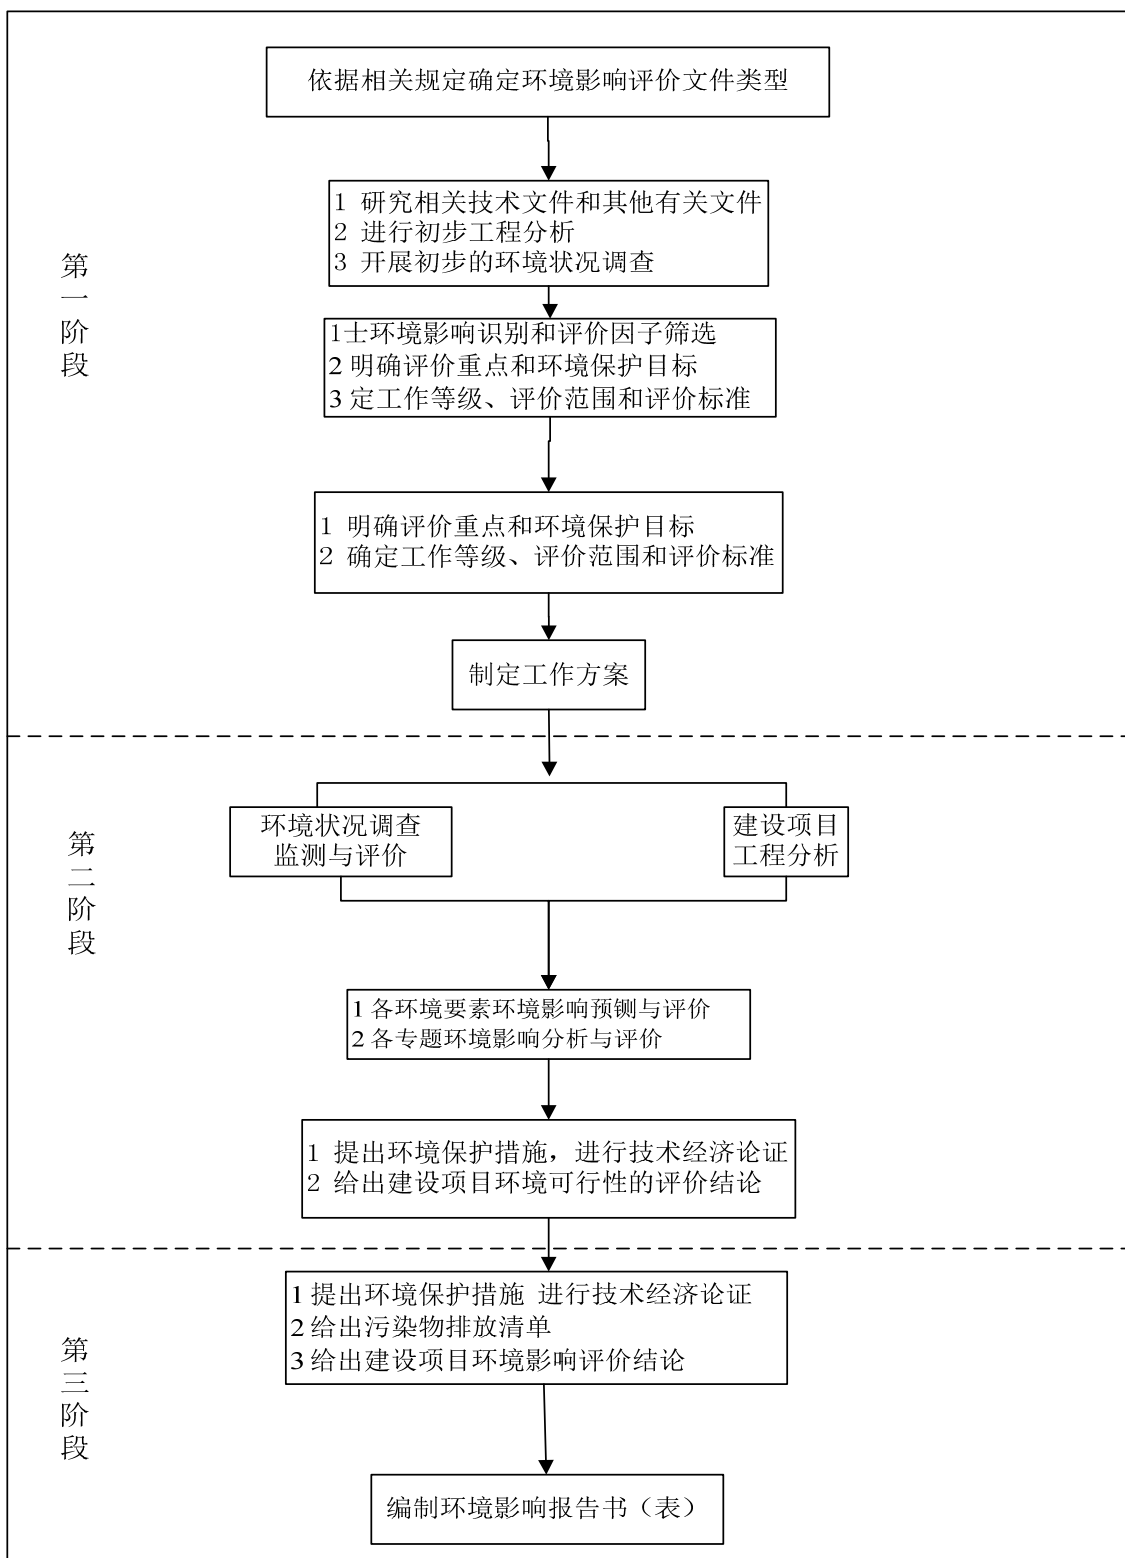 依据相关规定确定环境影响评价文件类型
1 研究相关技术文件和其他有关文件
2 进行初步工程分析
3 开展初步的环境状况调查
第一阶段
1士环境影响识别和评价因子筛选
2 明确评价重点和环境保护目标
3 定工作等级、评价范围和评价标准
1 明确评价重点和环境保护目标
2 确定工作等级、评价范围和评价标准
制定工作方案
第二阶段
环境状况调查
监测与评价
建设项目
工程分析
1 各环境要素环境影响预铡与评价
2 各专题环境影响分析与评价
1 提出环境保护措施，进行技术经济论证
2 给出建设项目环境可行性的评价结论
第三阶段
1 提出环境保护措施 进行技术经济论证
2 给出污染物排放清单
3 给出建设项目环境影响评价结论
编制环境影响报告书（表）